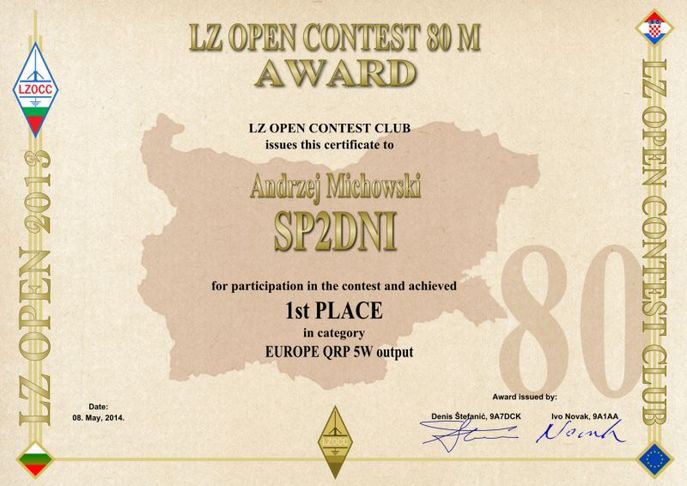 LZ OPEN CONTEST 80 M
AWARD
LZOCC
LZ OPEN 2013
LZ OPEN CONTEST CLUB
LZ OPEN CONTEST CLUB
issues this certificate to
Andrzej Michowski
SP2DNI
for participation in the contest and achieved
1st PLACE
in category
EUROPE QRP 5W output
80
Date:
08. May, 2014.
Award issued by:
Denis Štefanić, 9A7DCK
Ivo Novak, 9A1AA
Novak
LZOCC